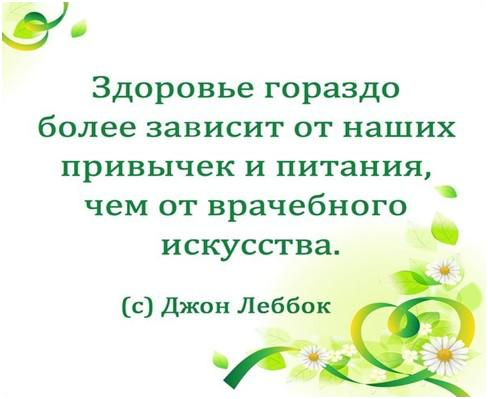 Здоровье гораздо
более зависит от наших
привычек и питания,
чем от врачебного
искусства.
(с) Джон Леббок